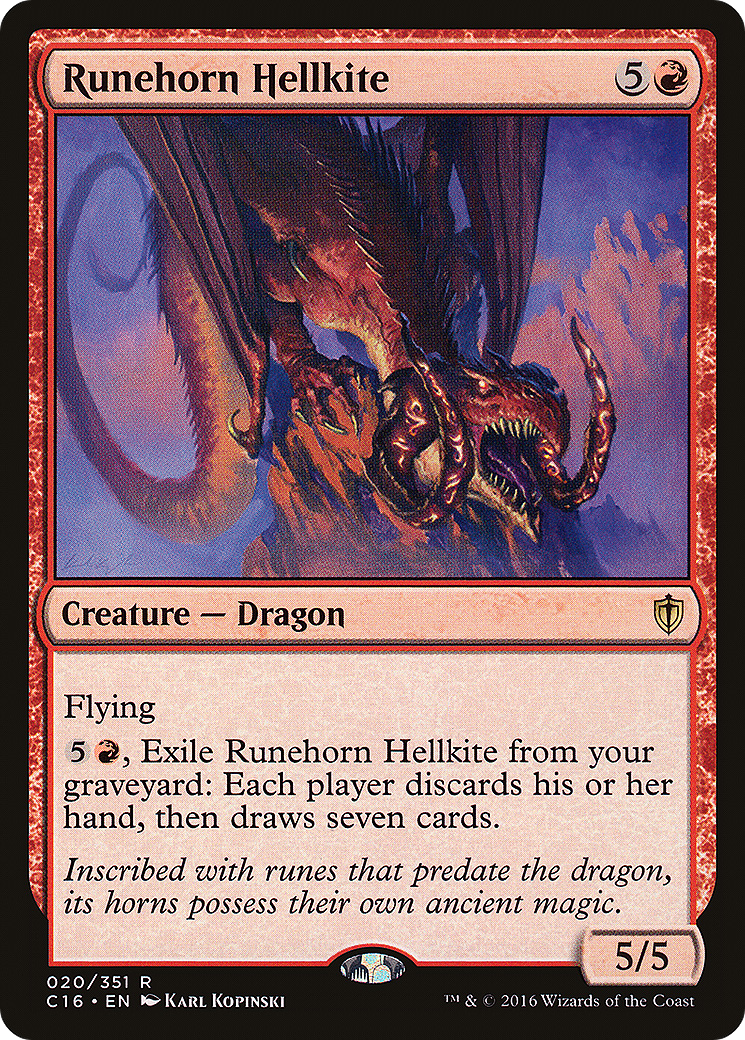 Runehorn Hellkite 5
Creature — Dragon
Flying
5 , Exile Runehorn Hellkite from your
graveyard: Each player discards his or her
hand, then draws seven cards.
Inscribed with runes that predate the dragon,
its horns possess their own ancient magic.
5/5
020/351 R
C16 • EN Karl Kopinski
™ & © 2016 Wizards of the Coast